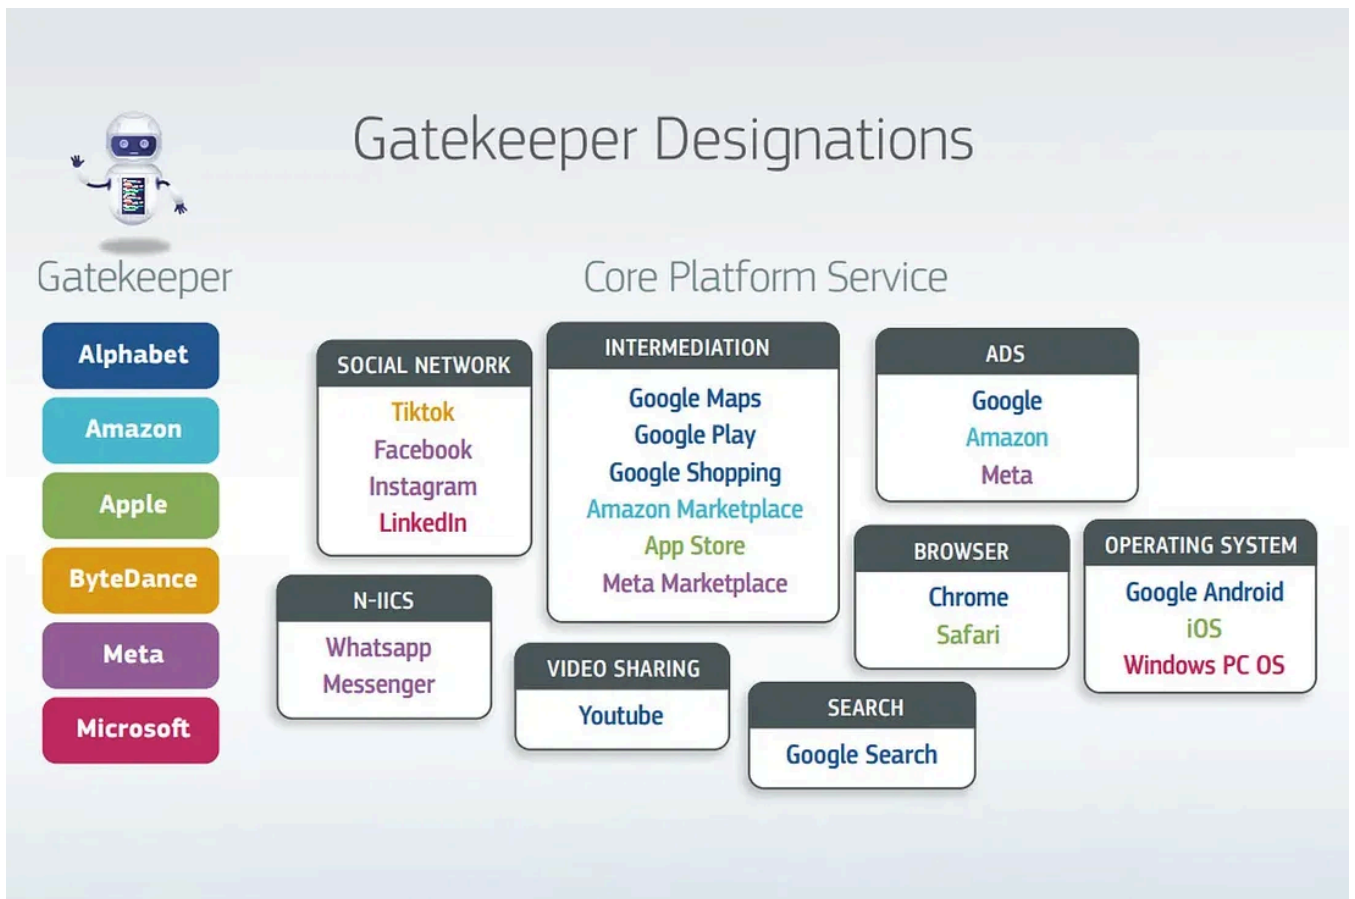 Gatekeeper Designations
Gatekeeper
Alphabet
Amazon
Apple
ByteDance
Meta
Microsoft
Core Platform Service
SOCIAL NETWORK
Tiktok
Facebook
Instagram
LinkedIn
INTERMEDIATION
Google Maps
Google Play
Google Shopping
Amazon Marketplace
App Store
Meta Marketplace
ADS
Google
Amazon
Meta
N-IICS
Whatsapp
Messenger
VIDEO SHARING
Youtube
SEARCH
Google Search
BROWSER
Chrome
Safari
OPERATING SYSTEM
Google Android
iOS
Windows PC OS